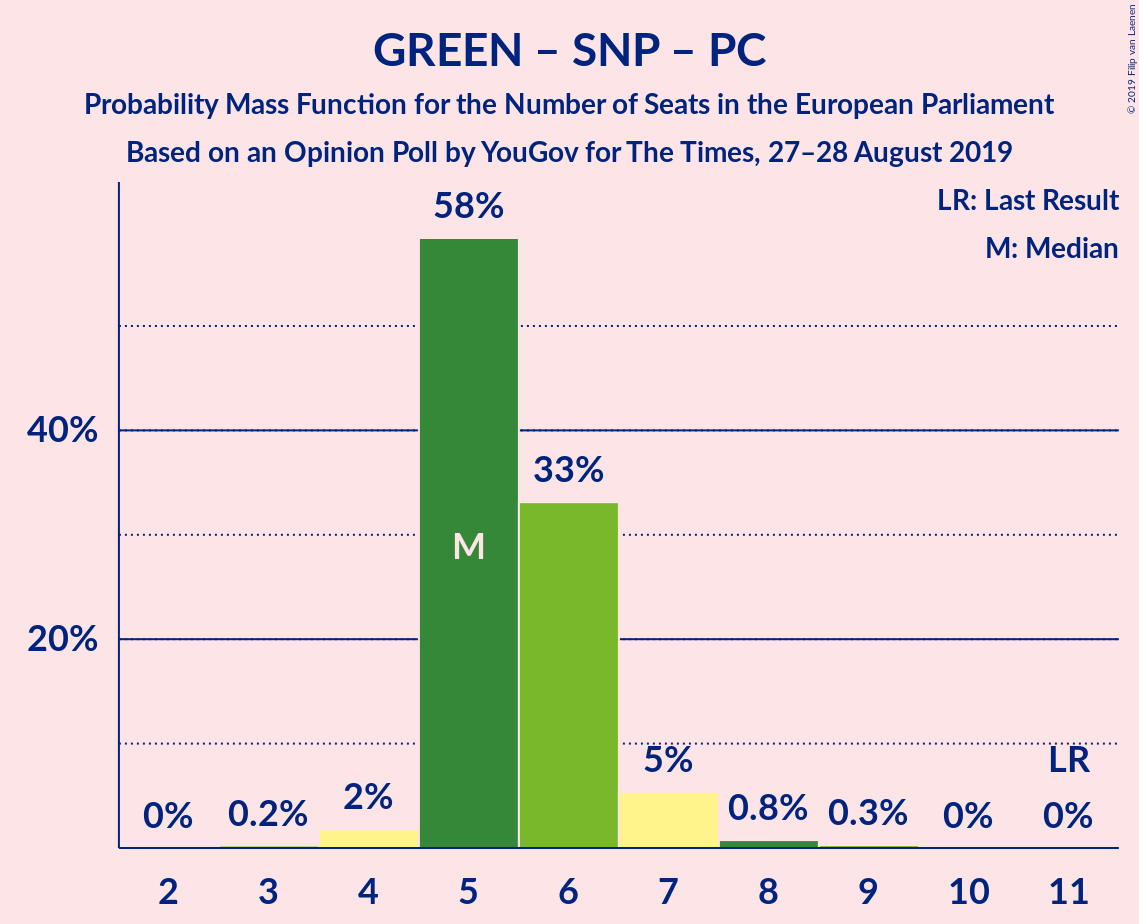 GREEN – SNP – PC
Probability Mass Function for the Number of Seats in the European Parliament
Based on an Opinion Poll by YouGov for The Times, 27–28 August 2019
© 2019 Filip van Laenen
LR: Last Result
M: Median
58%
40%
33%
M
20%
5%
LR
2%
0.8%
0.3%
0.2%
0%
0%
0%
2 3 4 5 6 7 8 9 10 11